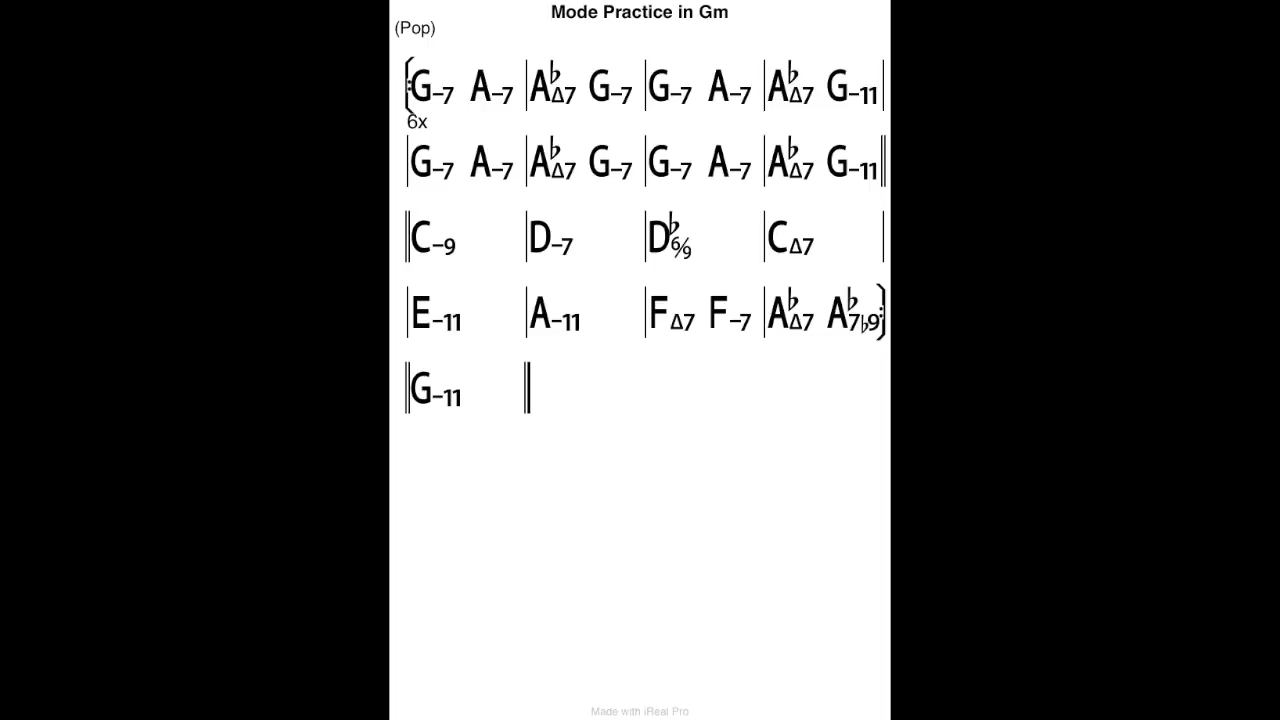 Mode Practice in Gm
(Pop)
G–7 A–7 A♭Δ7 G–7 G–7 A–7 A♭Δ7 G–11
6x
G–7 A–7 A♭Δ7 G–7 G–7 A–7 A♭Δ7 G–11
C–9 D–7 D♭6/9 CΔ7
E–11 A–11 FΔ7 F–7 A♭Δ7 A♭7♭9
G–11
Made with iReal Pro